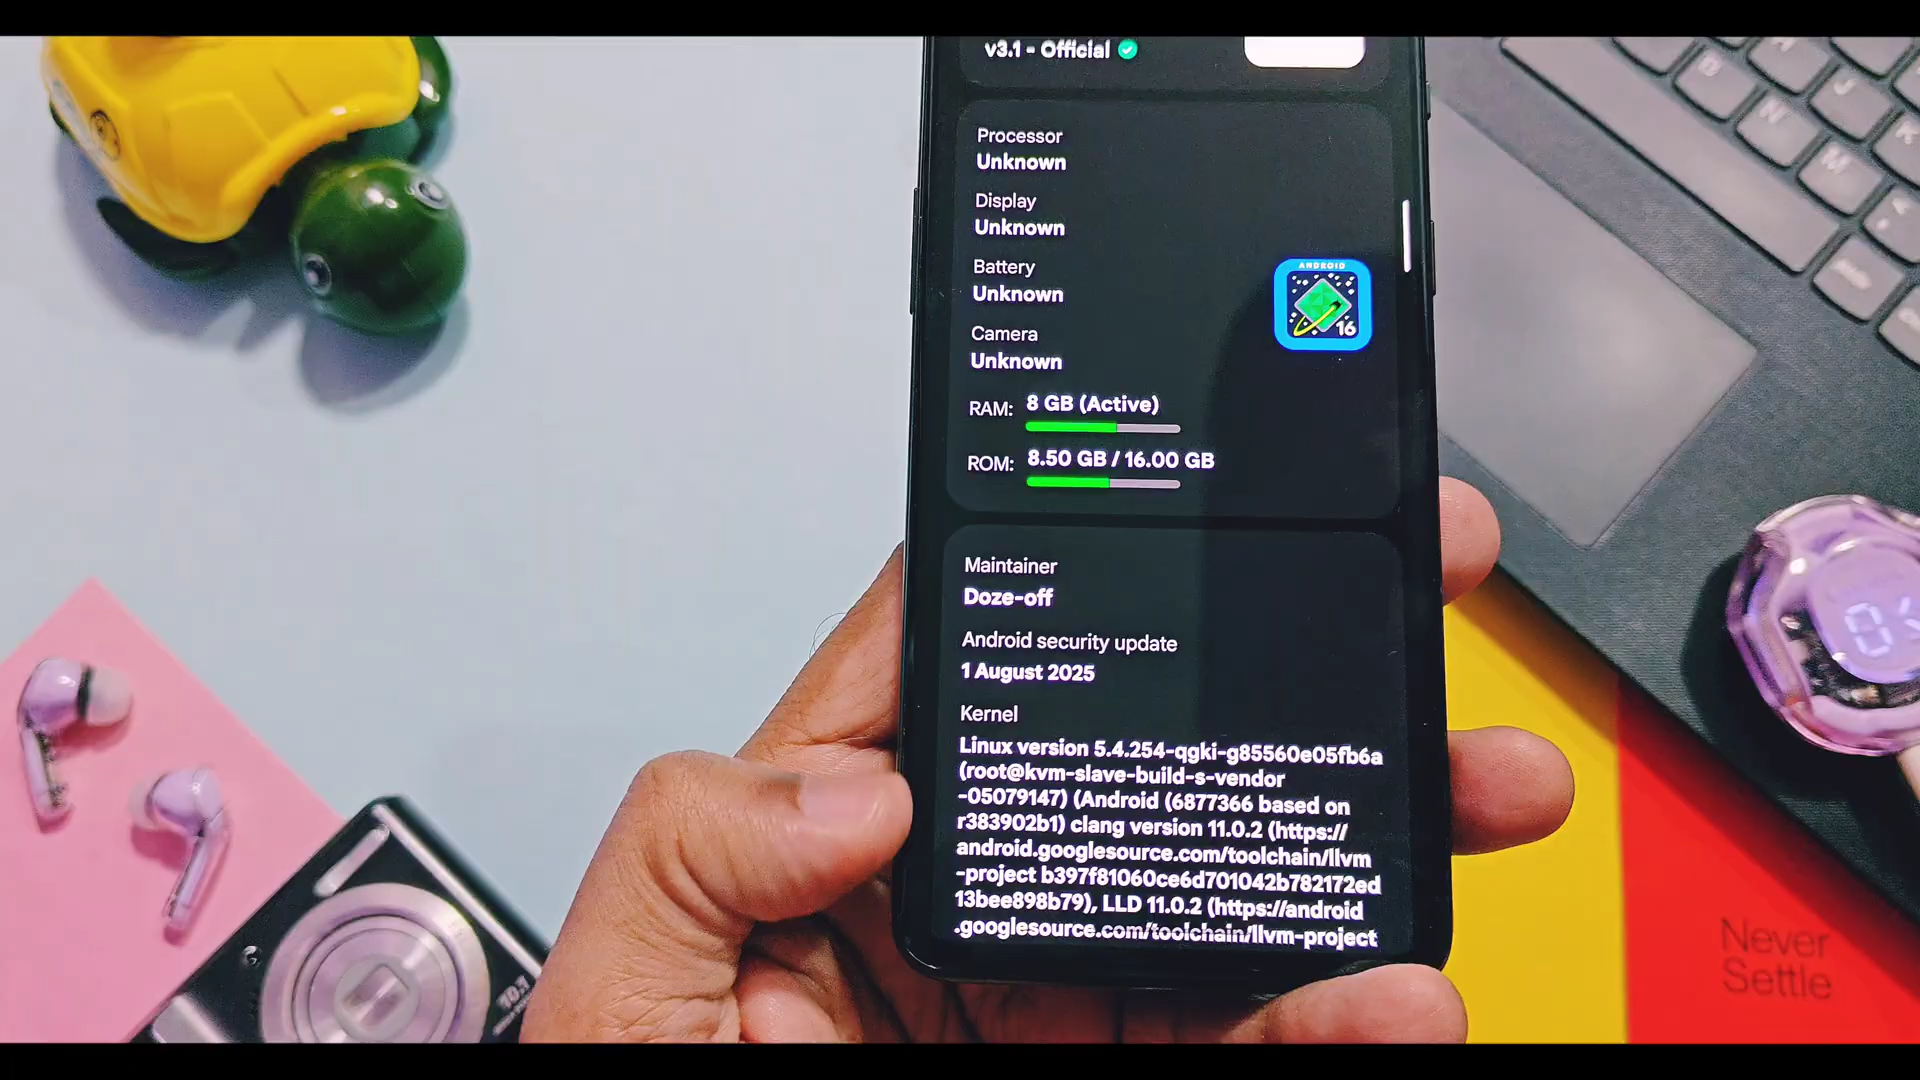 v3.1 - Official
Processor
Unknown
Display
Unknown
Battery
Unknown
Camera
Unknown
ANDROID
16
RAM: 8 GB (Active)
ROM: 8.50 GB / 16.00 GB
Maintainer
Doze-off
Android security update
1 August 2025
Kernel
Linux version 5.4.254-qgki-g85560e05fb6a
(root@kvm-slave-build-s-vendor
-05079147) (Android (6877366 based on
r383902b1) clang version 11.0.2 (https://
android.googlesource.com/toolchain/llvm
-project b397f81060ce6d701042b782172ed
13bee898b79), LLD 11.0.2 (https://android
.googlesource.com/toolchain/llvm-project
Never
Settle
10.1
D
J
N
M
K